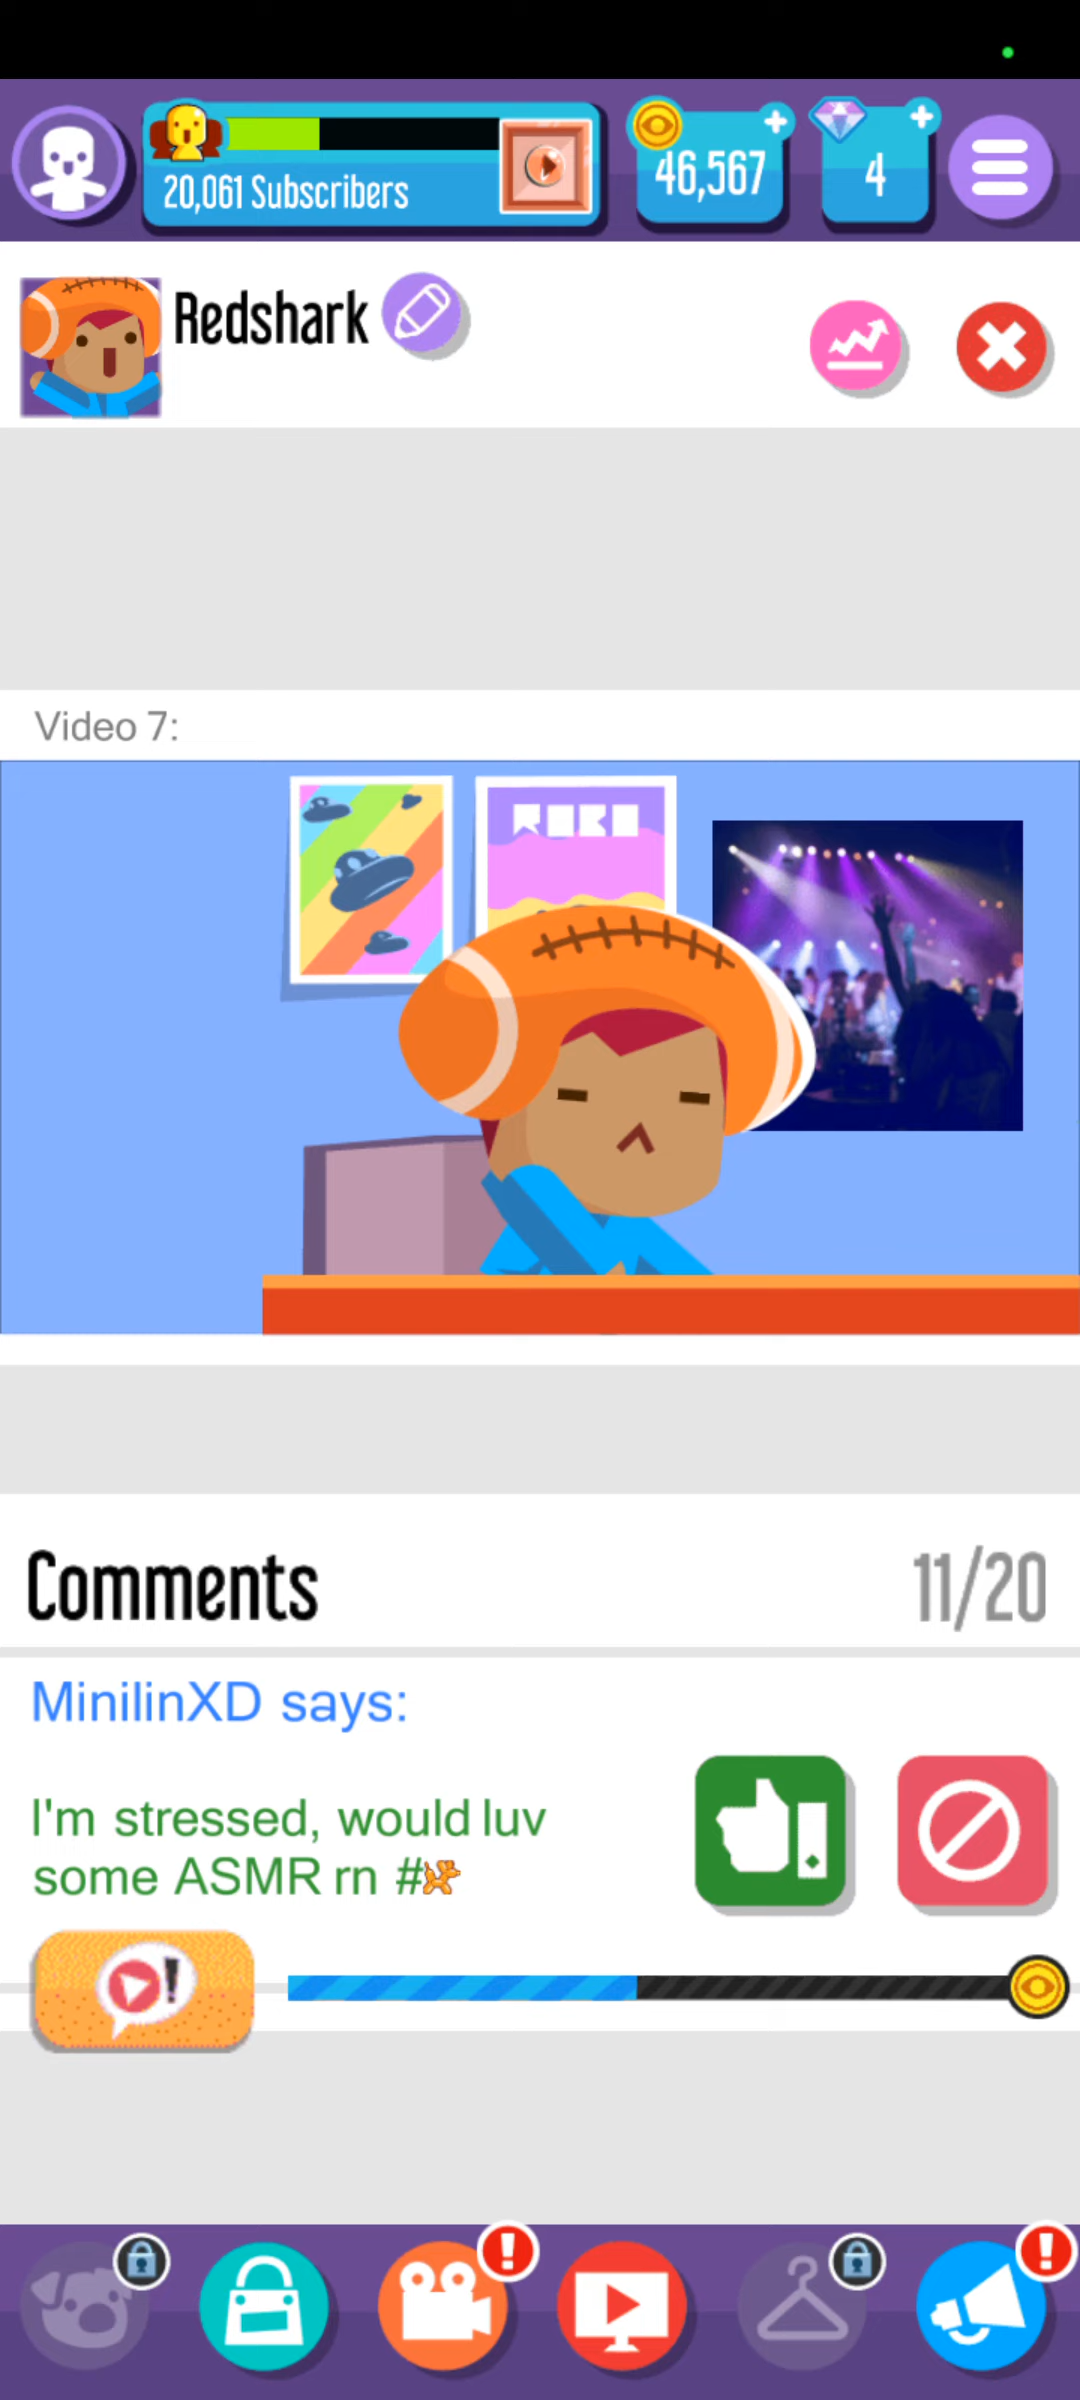 20,061 Subscribers
46,567
4
Redshark
Video 7:
ROKO
Comments
11/20
MinilinXD says:
I'm stressed, would luv
some ASMR rn #